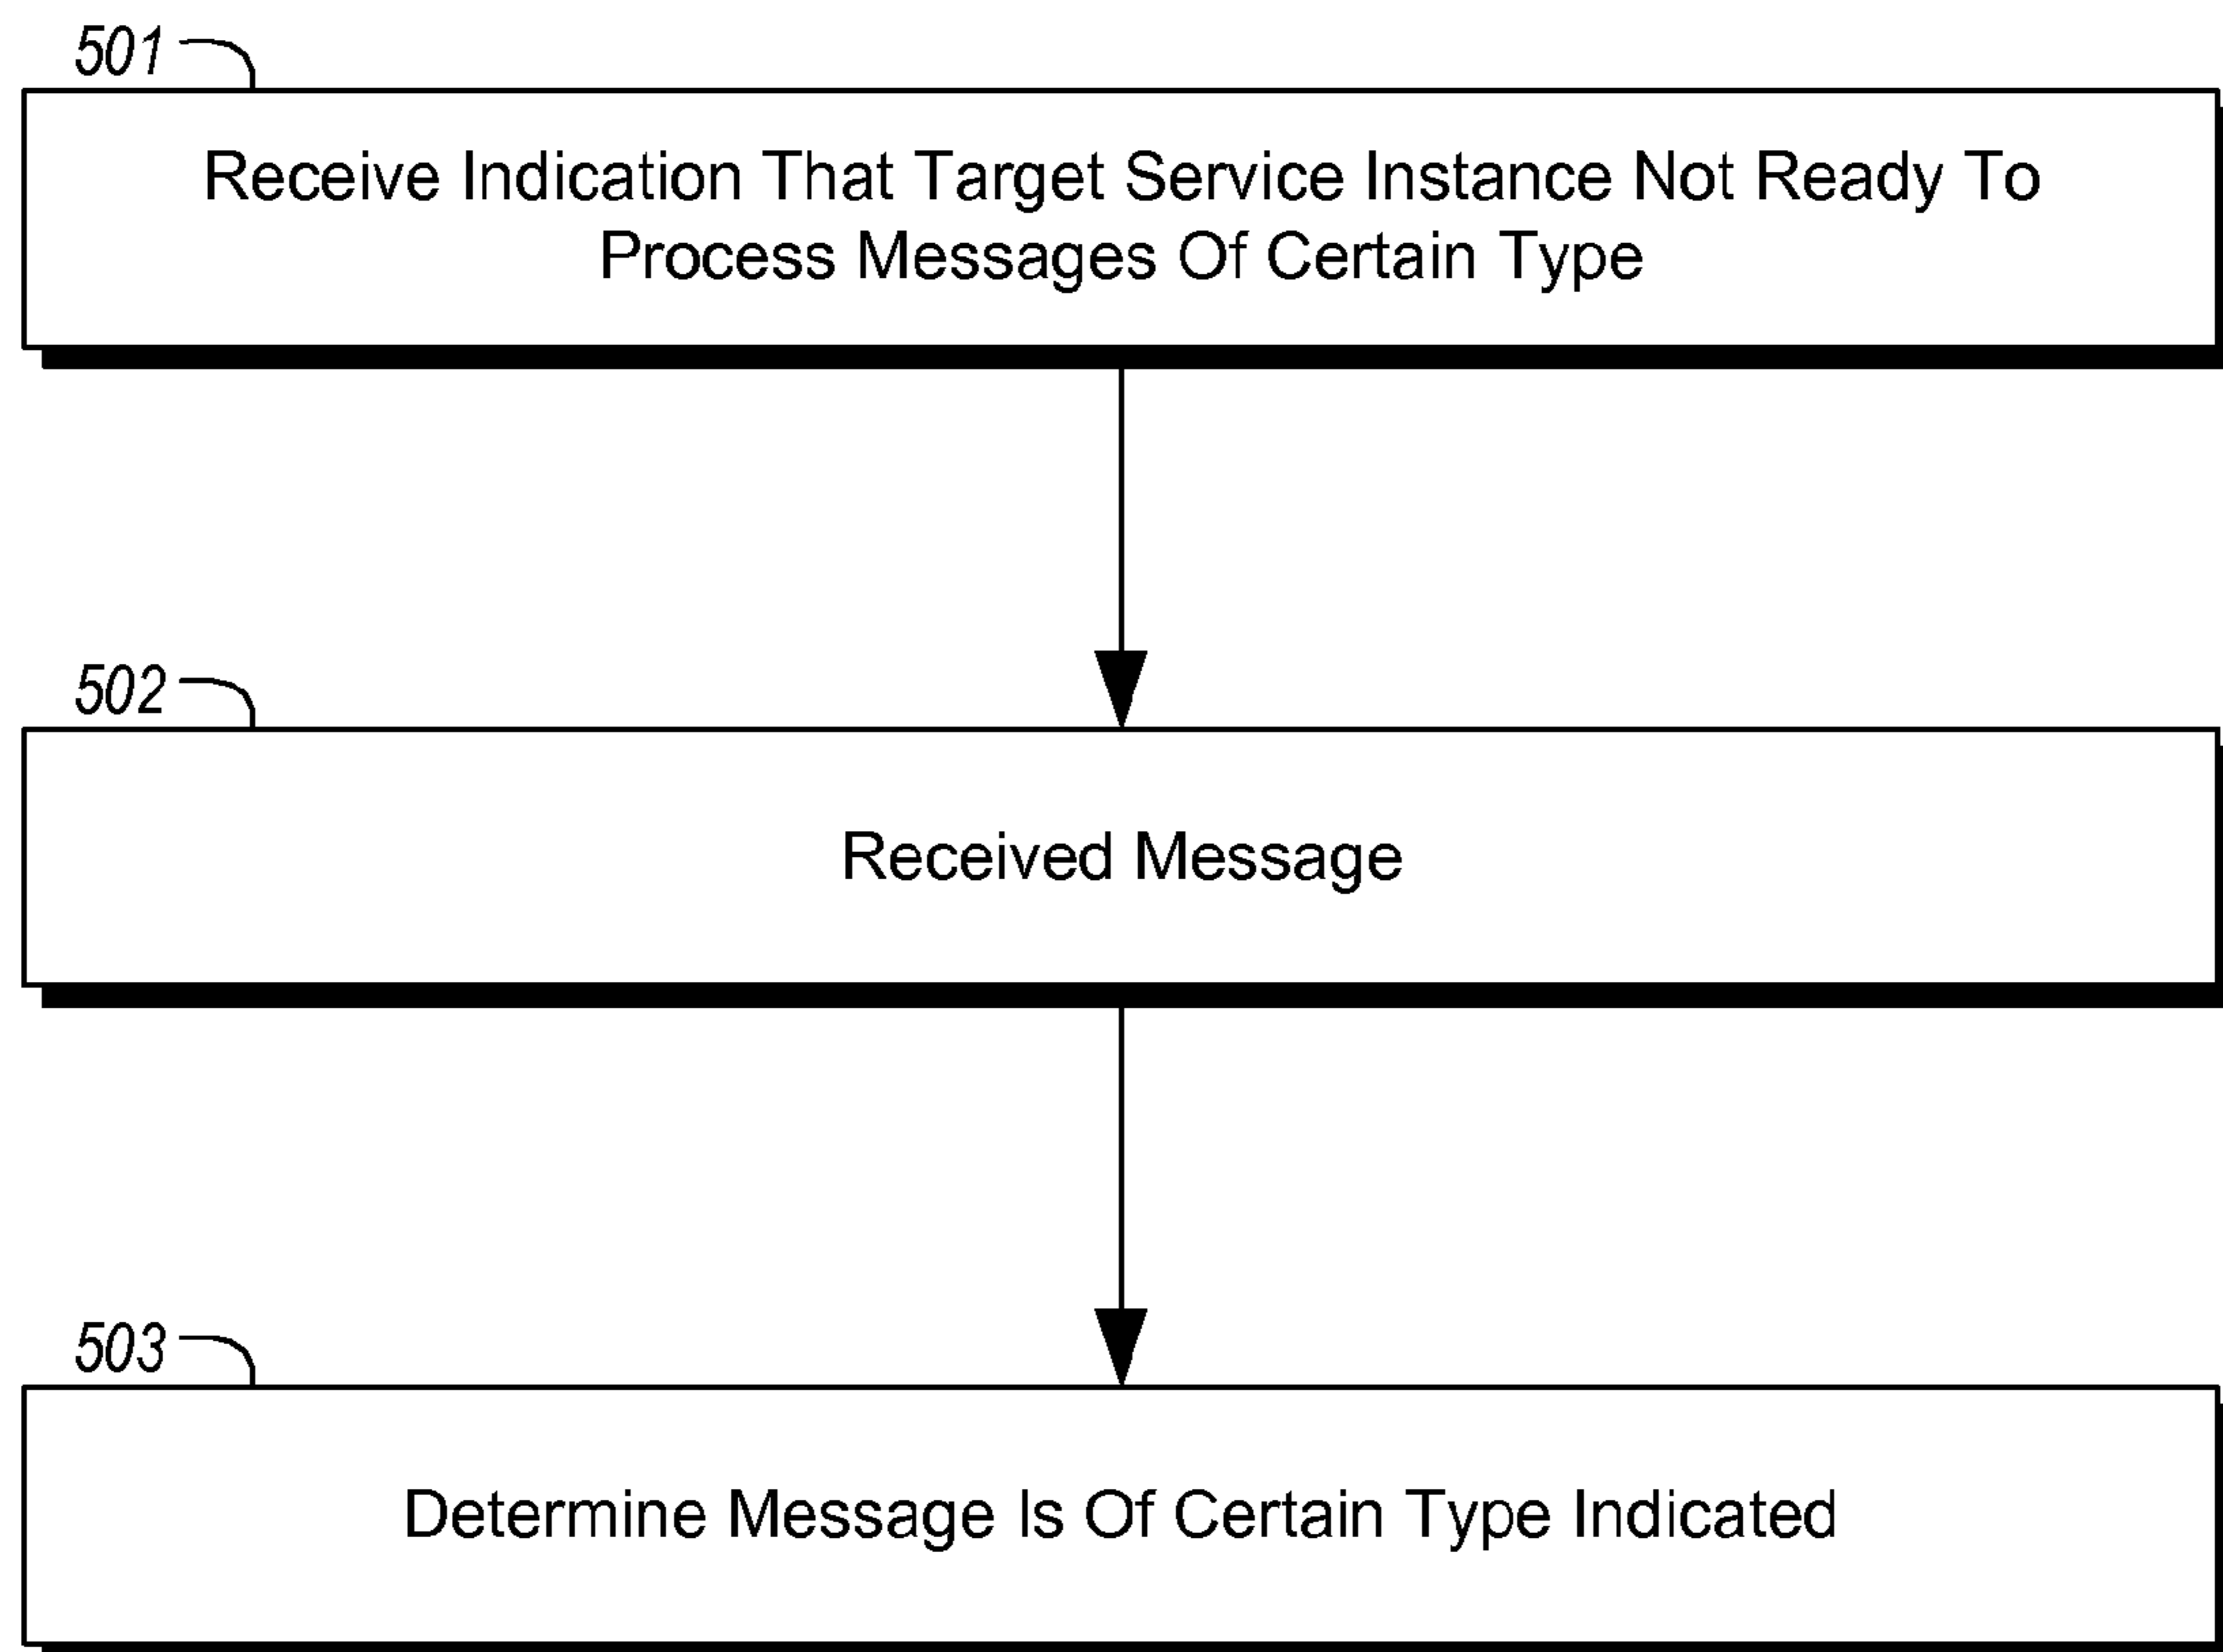 501
Receive Indication That Target Service Instance Not Ready To
Process Messages Of Certain Type
502
Received Message
503
Determine Message Is Of Certain Type Indicated